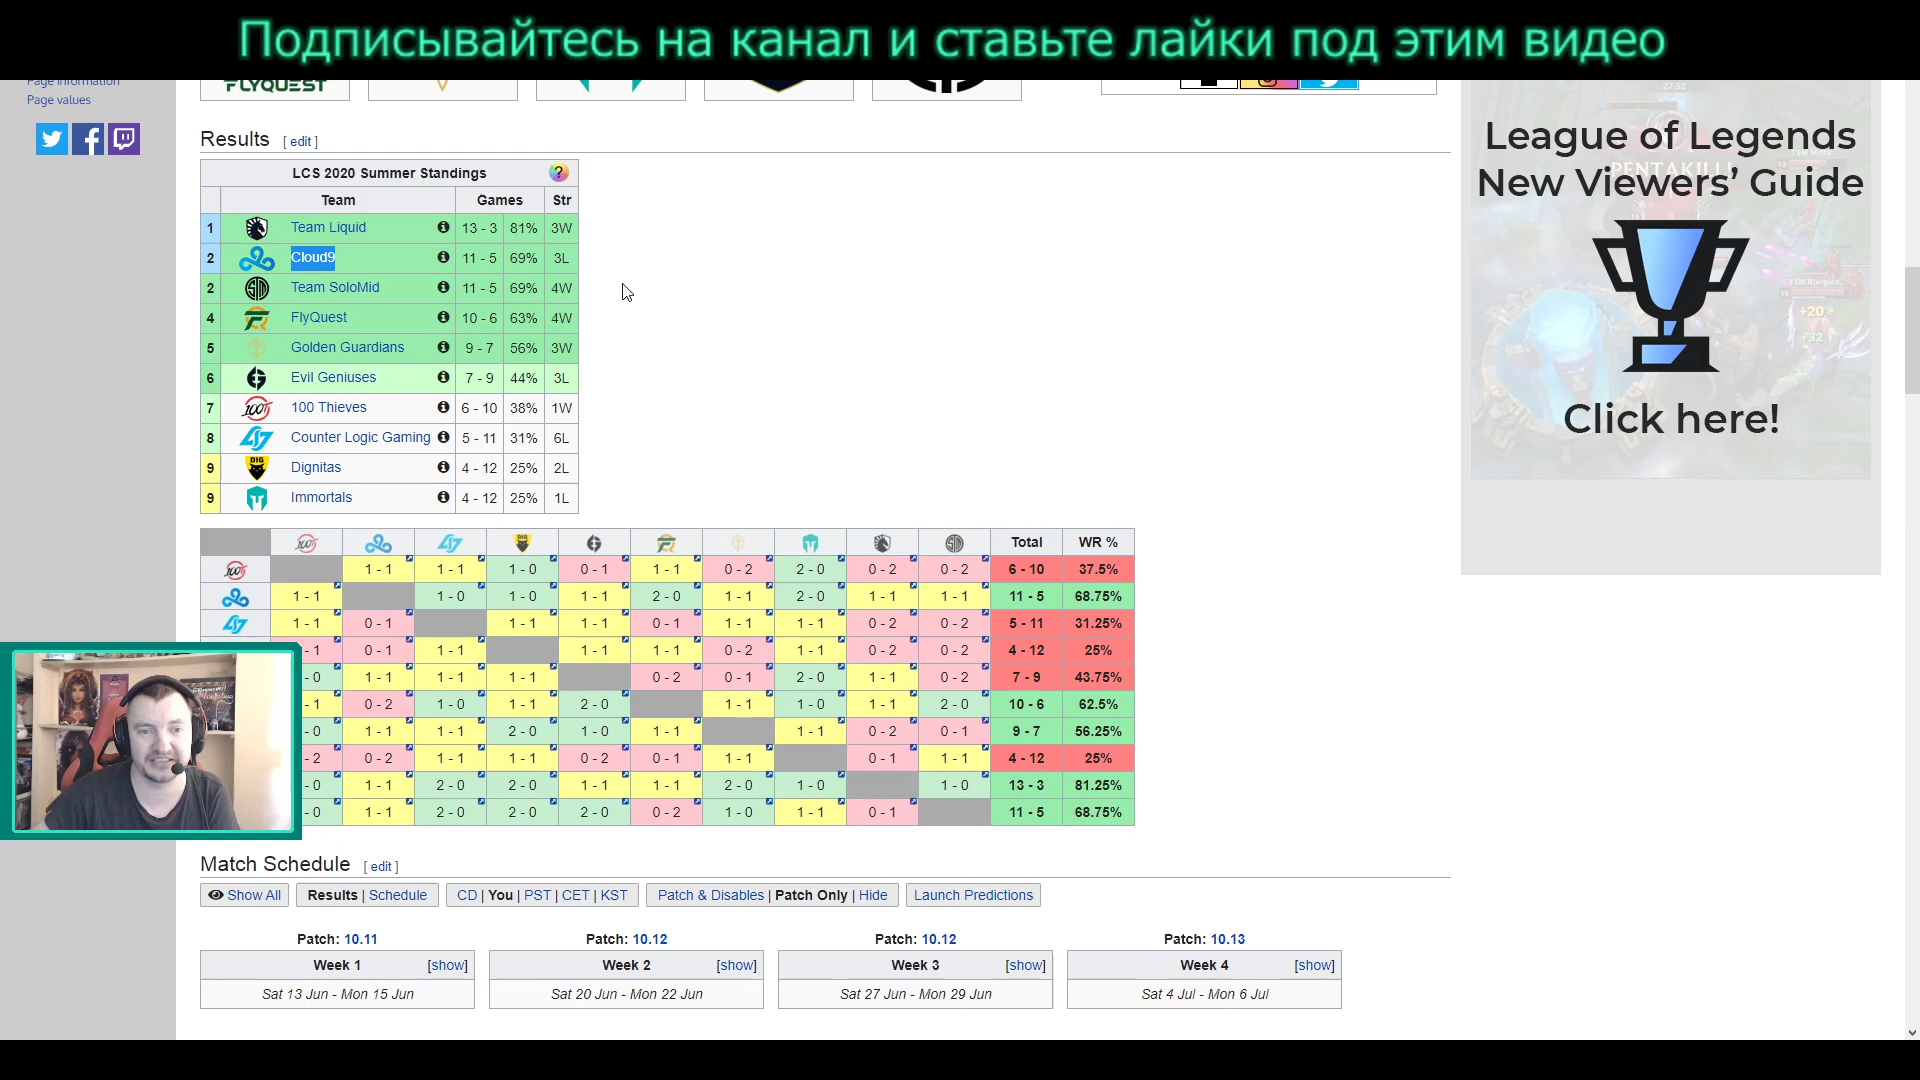 Подписывайтесь на канал и ставьте лайки под этим видео
Page information
Page values
FLYQUEST
Results [ edit ]
LCS 2020 Summer Standings ?
Team Games Str
1 Team Liquid 13 - 3 81% 3W
2 Cloud9 11 - 5 69% 3L
2 Team SoloMid 11 - 5 69% 4W
4 FlyQuest 10 - 6 63% 4W
5 Golden Guardians 9 - 7 56% 3W
6 Evil Geniuses 7 - 9 44% 3L
7 100 Thieves 6 - 10 38% 1W
8 Counter Logic Gaming 5 - 11 31% 6L
9 Dignitas 4 - 12 25% 2L
9 Immortals 4 - 12 25% 1L
Total WR %
1 - 1 1 - 1 1 - 0 0 - 1 1 - 1 0 - 2 2 - 0 0 - 2 0 - 2 6 - 10 37.5%
1 - 1 1 - 0 1 - 0 1 - 1 2 - 0 1 - 1 2 - 0 1 - 1 1 - 1 11 - 5 68.75%
1 - 1 0 - 1 1 - 1 1 - 1 0 - 1 1 - 1 1 - 1 0 - 2 0 - 2 5 - 11 31.25%
- 1 0 - 1 1 - 1 1 - 1 1 - 1 0 - 2 1 - 1 0 - 2 0 - 2 4 - 12 25%
- 0 1 - 1 1 - 1 1 - 1 0 - 2 0 - 1 2 - 0 1 - 1 0 - 2 7 - 9 43.75%
- 1 0 - 2 1 - 0 1 - 1 2 - 0 1 - 1 1 - 0 1 - 1 2 - 0 10 - 6 62.5%
- 0 1 - 1 1 - 1 2 - 0 1 - 0 1 - 1 1 - 1 0 - 2 0 - 1 9 - 7 56.25%
- 2 0 - 2 1 - 1 1 - 1 0 - 2 0 - 1 1 - 1 0 - 1 1 - 1 4 - 12 25%
- 0 1 - 1 2 - 0 2 - 0 1 - 1 1 - 1 2 - 0 1 - 0 1 - 0 13 - 3 81.25%
- 0 1 - 1 2 - 0 2 - 0 2 - 0 0 - 2 1 - 0 1 - 1 0 - 1 11 - 5 68.75%
Match Schedule [ edit ]
Show All Results | Schedule CD | You | PST | CET | KST Patch & Disables | Patch Only | Hide Launch Predictions
Patch: 10.11 Patch: 10.12 Patch: 10.12 Patch: 10.13
Week 1 [show] Week 2 [show] Week 3 [show] Week 4 [show]
Sat 13 Jun - Mon 15 Jun Sat 20 Jun - Mon 22 Jun Sat 27 Jun - Mon 29 Jun Sat 4 Jul - Mon 6 Jul
League of Legends
PENTAKILL!
New Viewers' Guide
+20
+32
Click here!